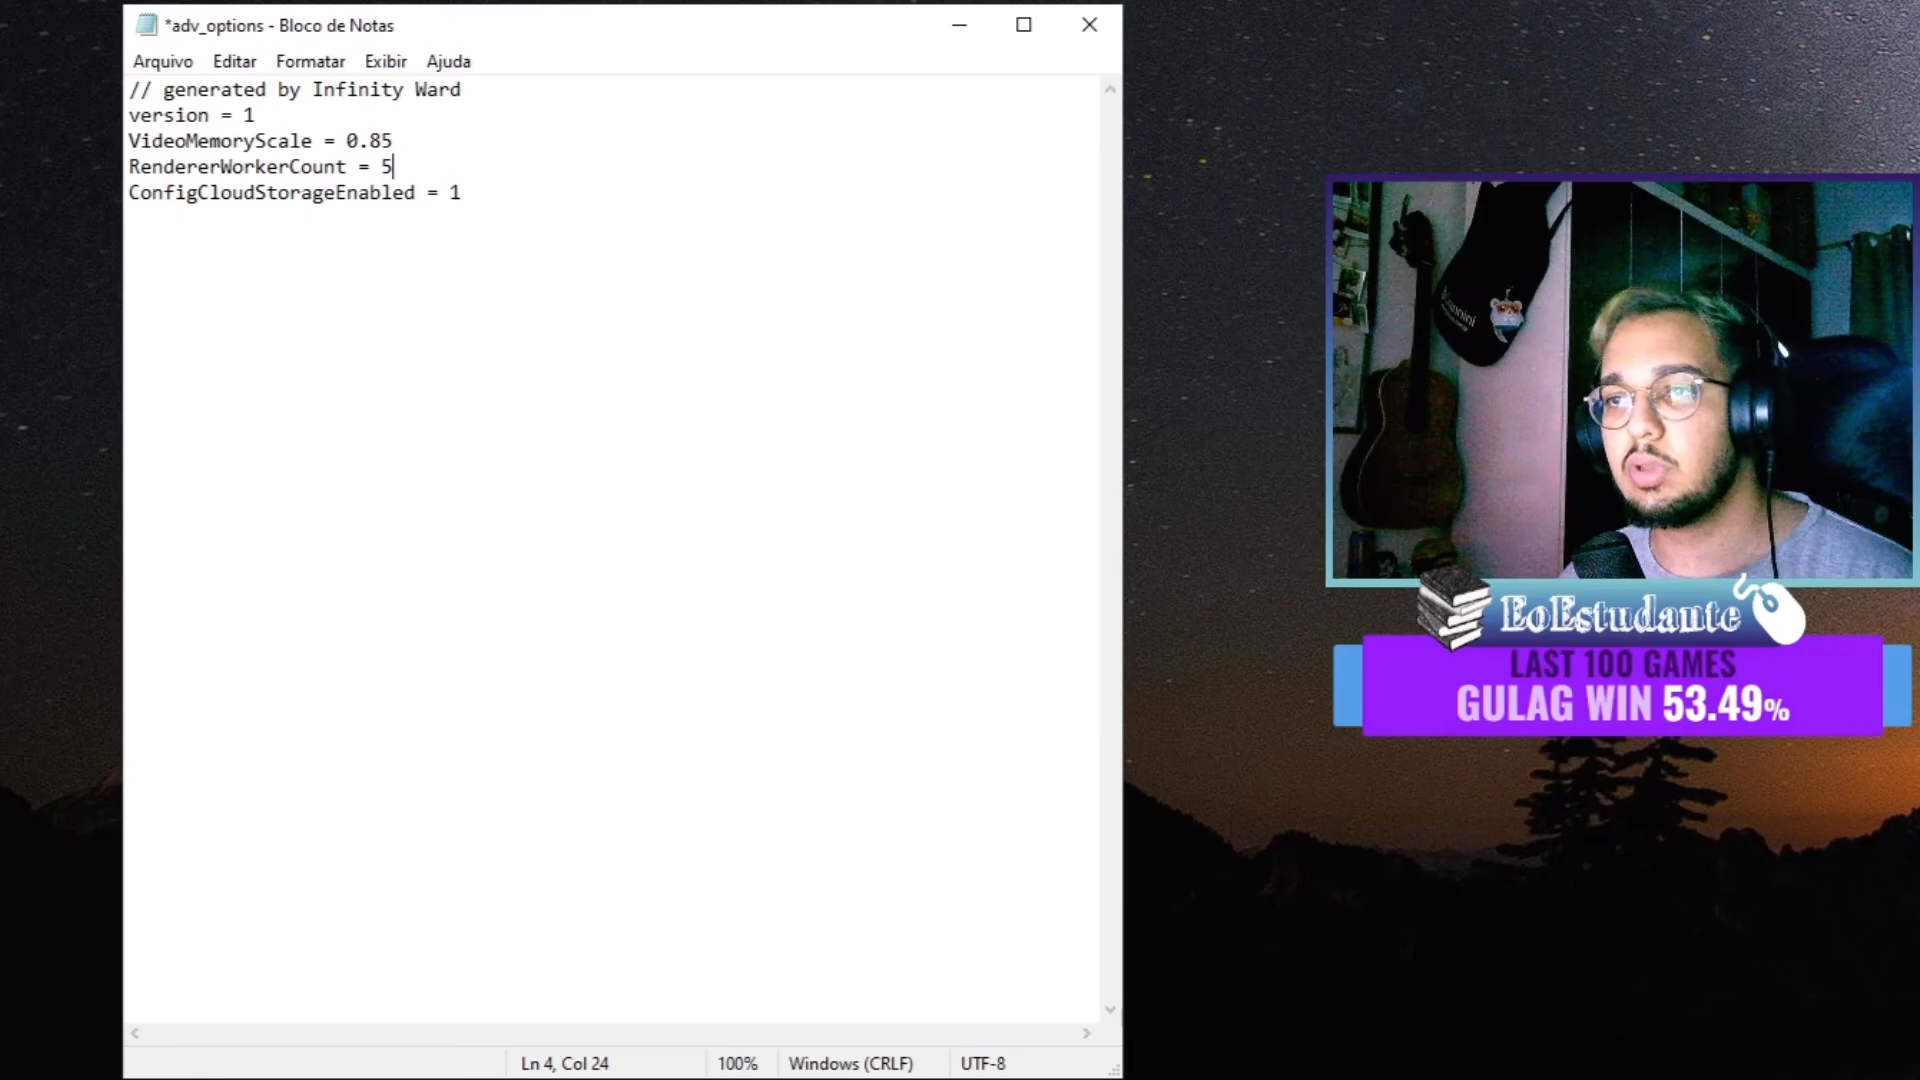 *adv_options - Bloco de Notas
Arquivo Editar Formatar Exibir Ajuda
// generated by Infinity Ward
version = 1
VideoMemoryScale = 0.85
RendererWorkerCount = 5
ConfigCloudStorageEnabled = 1
EoEstudante
LAST 100 GAMES
GULAG WIN 53.49%
Ln 4, Col 24 100% Windows (CRLF) UTF-8